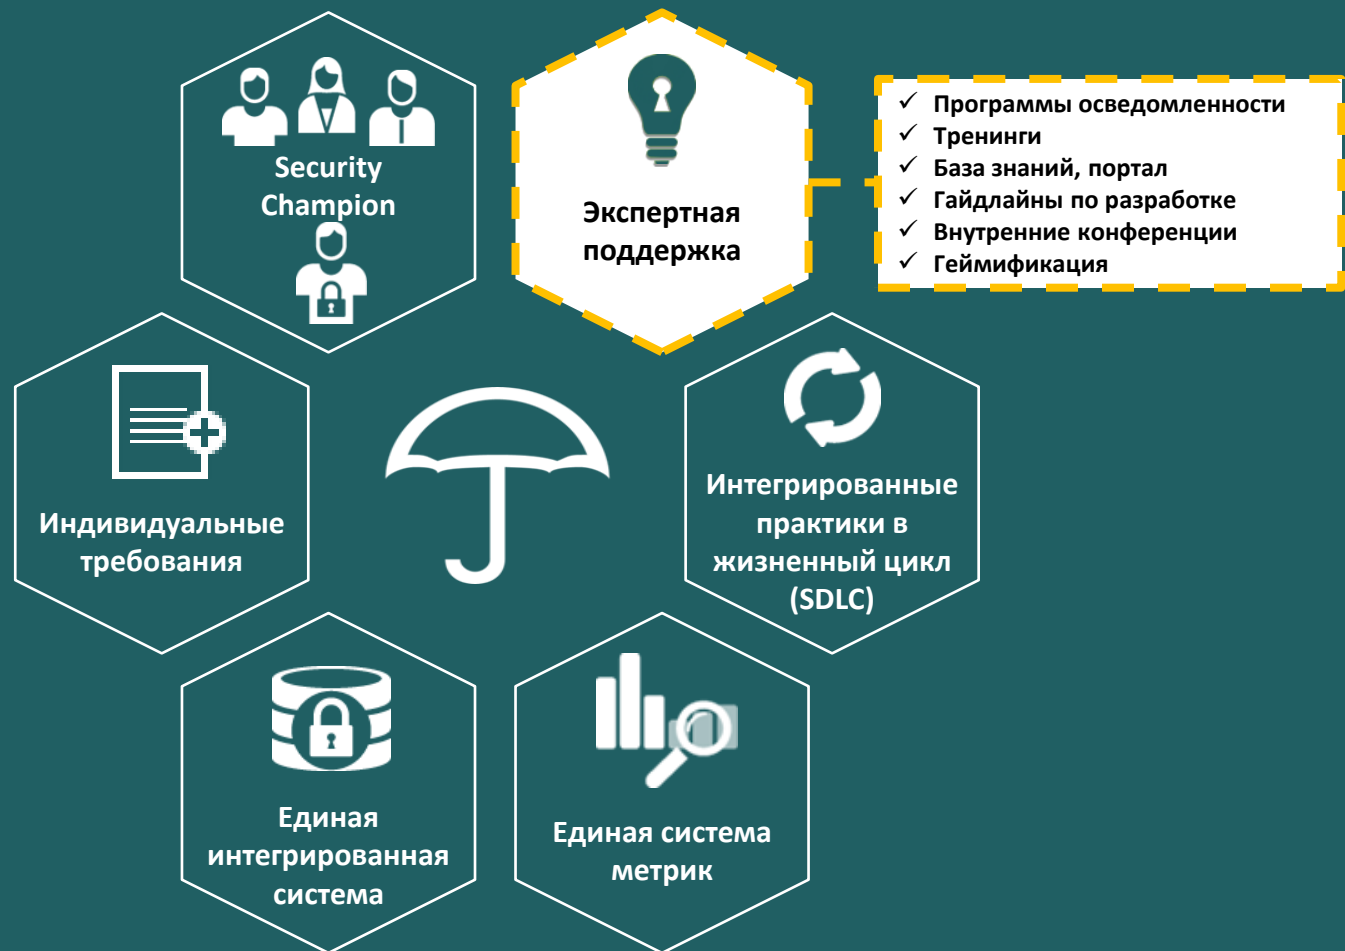 Security
Champion
Экспертная
поддержка
✓ Программы осведомленности
✓ Тренинги
✓ База знаний, портал
✓ Гайдлайны по разработке
✓ Внутренние конференции
✓ Геймификация
Индивидуальные
требования
Интегрированные
практики в
жизненный цикл
(SDLC)
Единая
интегрированная
система
Единая система
метрик